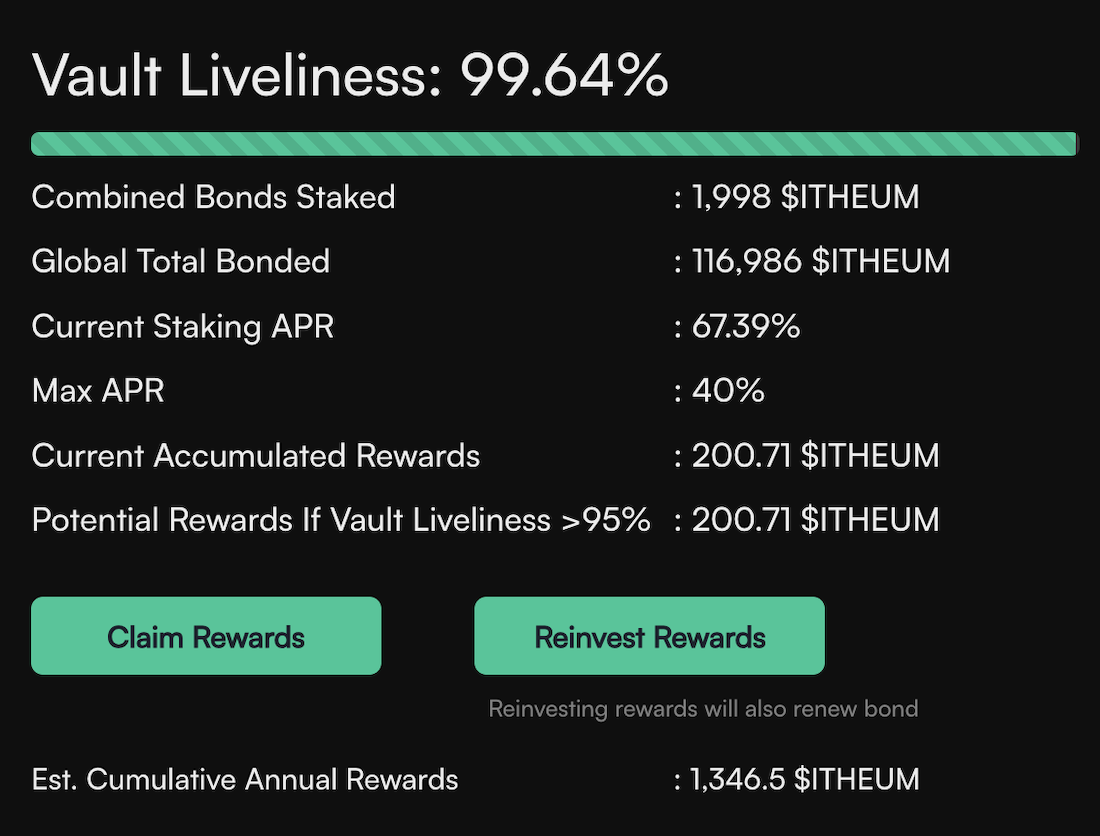 Vault Liveliness: 99.64%
Combined Bonds Staked : 1,998 $ITHEUM
Global Total Bonded : 116,986 $ITHEUM
Current Staking APR : 67.39%
Max APR : 40%
Current Accumulated Rewards : 200.71 $ITHEUM
Potential Rewards If Vault Liveliness >95% : 200.71 $ITHEUM
Claim Rewards Reinvest Rewards
Reinvesting rewards will also renew bond
Est. Cumulative Annual Rewards : 1,346.5 $ITHEUM